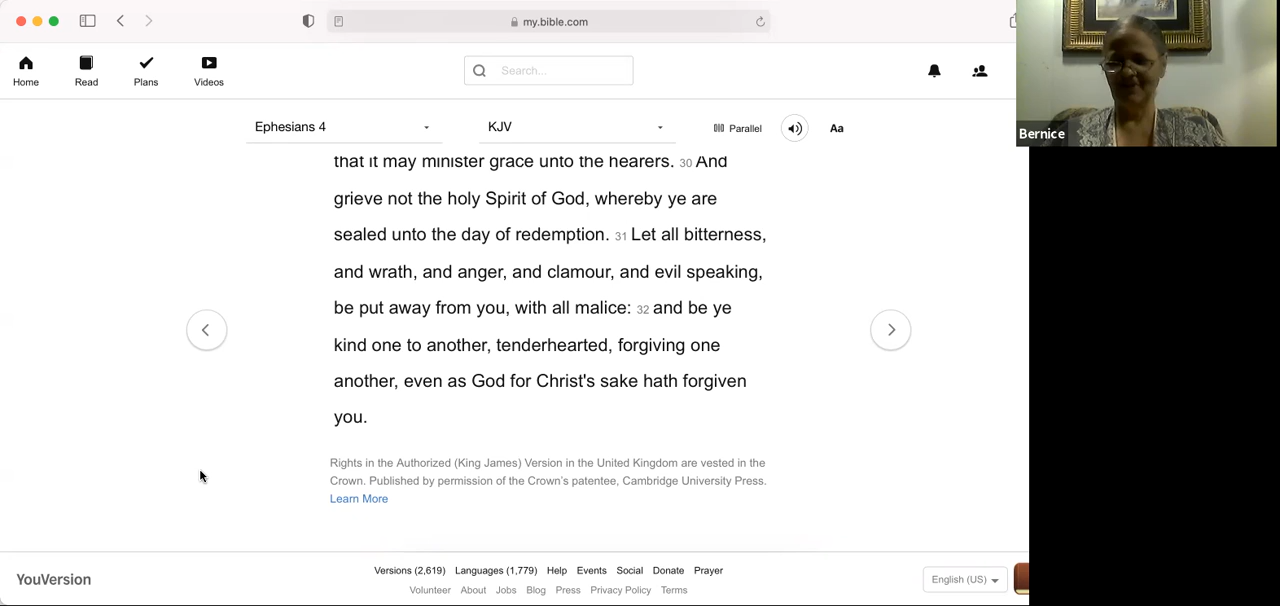 my.bible.com
Home
Read
Plans
Videos
Search...
Bernice
Ephesians 4
KJV
Parallel
Aa
that it may minister grace unto the hearers. 30 And
grieve not the holy Spirit of God, whereby ye are
sealed unto the day of redemption. 31 Let all bitterness,
and wrath, and anger, and clamour, and evil speaking,
be put away from you, with all malice: 32 and be ye
kind one to another, tenderhearted, forgiving one
another, even as God for Christ's sake hath forgiven
you.
Rights in the Authorized (King James) Version in the United Kingdom are vested in the
Crown. Published by permission of the Crown's patentee, Cambridge University Press.
Learn More
YouVersion
Versions (2,619) Languages (1,779) Help Events Social Donate Prayer
Volunteer About Jobs Blog Press Privacy Policy Terms
English (US)